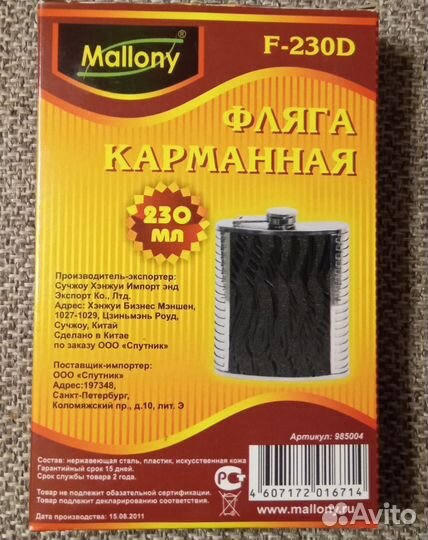 Mallony®
F-230D
ФЛЯГА
КАРМАННАЯ
230
МЛ
Производитель-экспортер:
Сучжоу Хэнжуи Импорт энд
Экспорт Ко., Лтд.
Адрес: Хэнжуи Бизнес Мэншен,
1027-1029, Цзиньмэнь Роуд,
Сучжоу, Китай
Сделано в Китае
по заказу ООО «Спутник»
Поставщик-импортер:
ООО «Спутник»
Адрес:197348,
Санкт-Петербург,
Коломяжский пр., д.10, лит. Э
Артикул: 985004
Состав: нержавеющая сталь, пластик, искусственная кожа
Гарантийный срок 15 дней.
Срок службы товара 2 года.
Товар не подлежит обязательной сертификации.
Товар не подлежит декларированию соответствия.
Дата производства: 15.08.2011
РСТ
4 607172 016714
www.mallony.ru
Avito